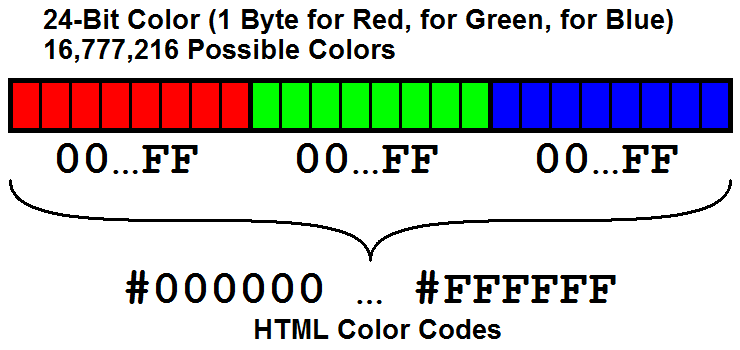 24-Bit Color (1 Byte for Red, for Green, for Blue)
16,777,216 Possible Colors
00...FF 00...FF 00...FF
#000000 ... #FFFFFF
HTML Color Codes